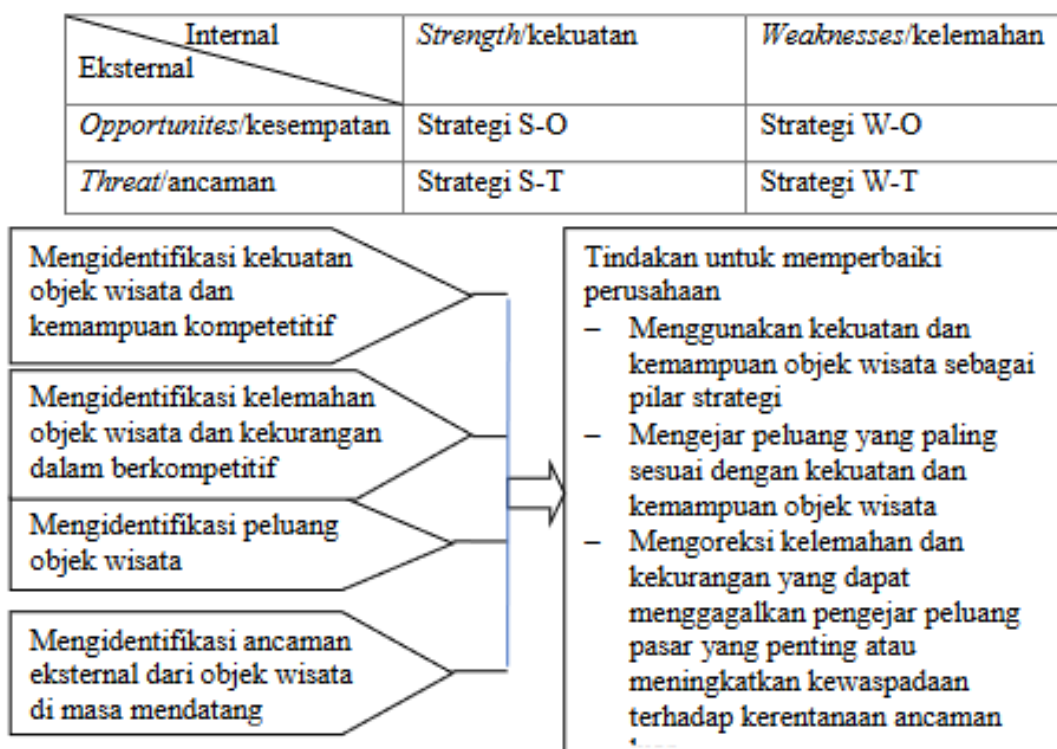 Internal
Eksternal
Strength/kekuatan
Weaknesses/kelemahan
Opportunites/kesempatan
Strategi S-O
Strategi W-O
Threat/ancaman
Strategi S-T
Strategi W-T
Mengidentifikasi kekuatan
objek wisata dan
kemampuan kompetetitif
Mengidentifikasi kelemahan
objek wisata dan kekurangan
dalam berkompetitif
Mengidentifikasi peluang
objek wisata
Mengidentifikasi ancaman
eksternal dari objek wisata
di masa mendatang
Tindakan untuk memperbaiki
perusahaan
– Menggunakan kekuatan dan
kemampuan objek wisata sebagai
pilar strategi
– Mengejar peluang yang paling
sesuai dengan kekuatan dan
kemampuan objek wisata
– Mengoreksi kelemahan dan
kekurangan yang dapat
menggagalkan pengejar peluang
pasar yang penting atau
meningkatkan kewaspadaan
terhadap kerentanaan ancaman